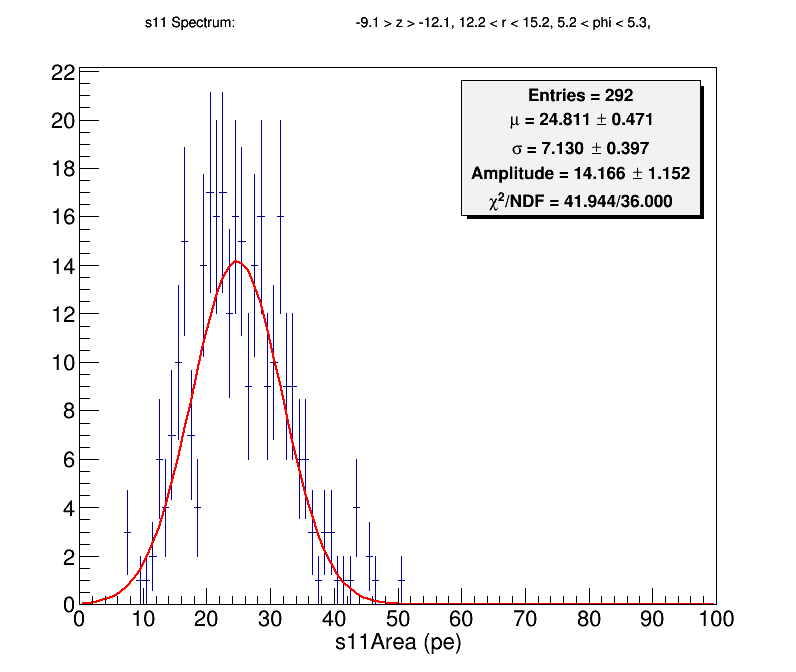 s11 Spectrum: -9.1 > z > -12.1, 12.2 < r < 15.2, 5.2 < phi < 5.3,
Entries = 292
μ = 24.811 ± 0.471
σ = 7.130 ± 0.397
Amplitude = 14.166 ± 1.152
χ²/NDF = 41.944/36.000
22
20
18
16
14
12
10
8
6
4
2
0
0 10 20 30 40 50 60 70 80 90 100
s11Area (pe)